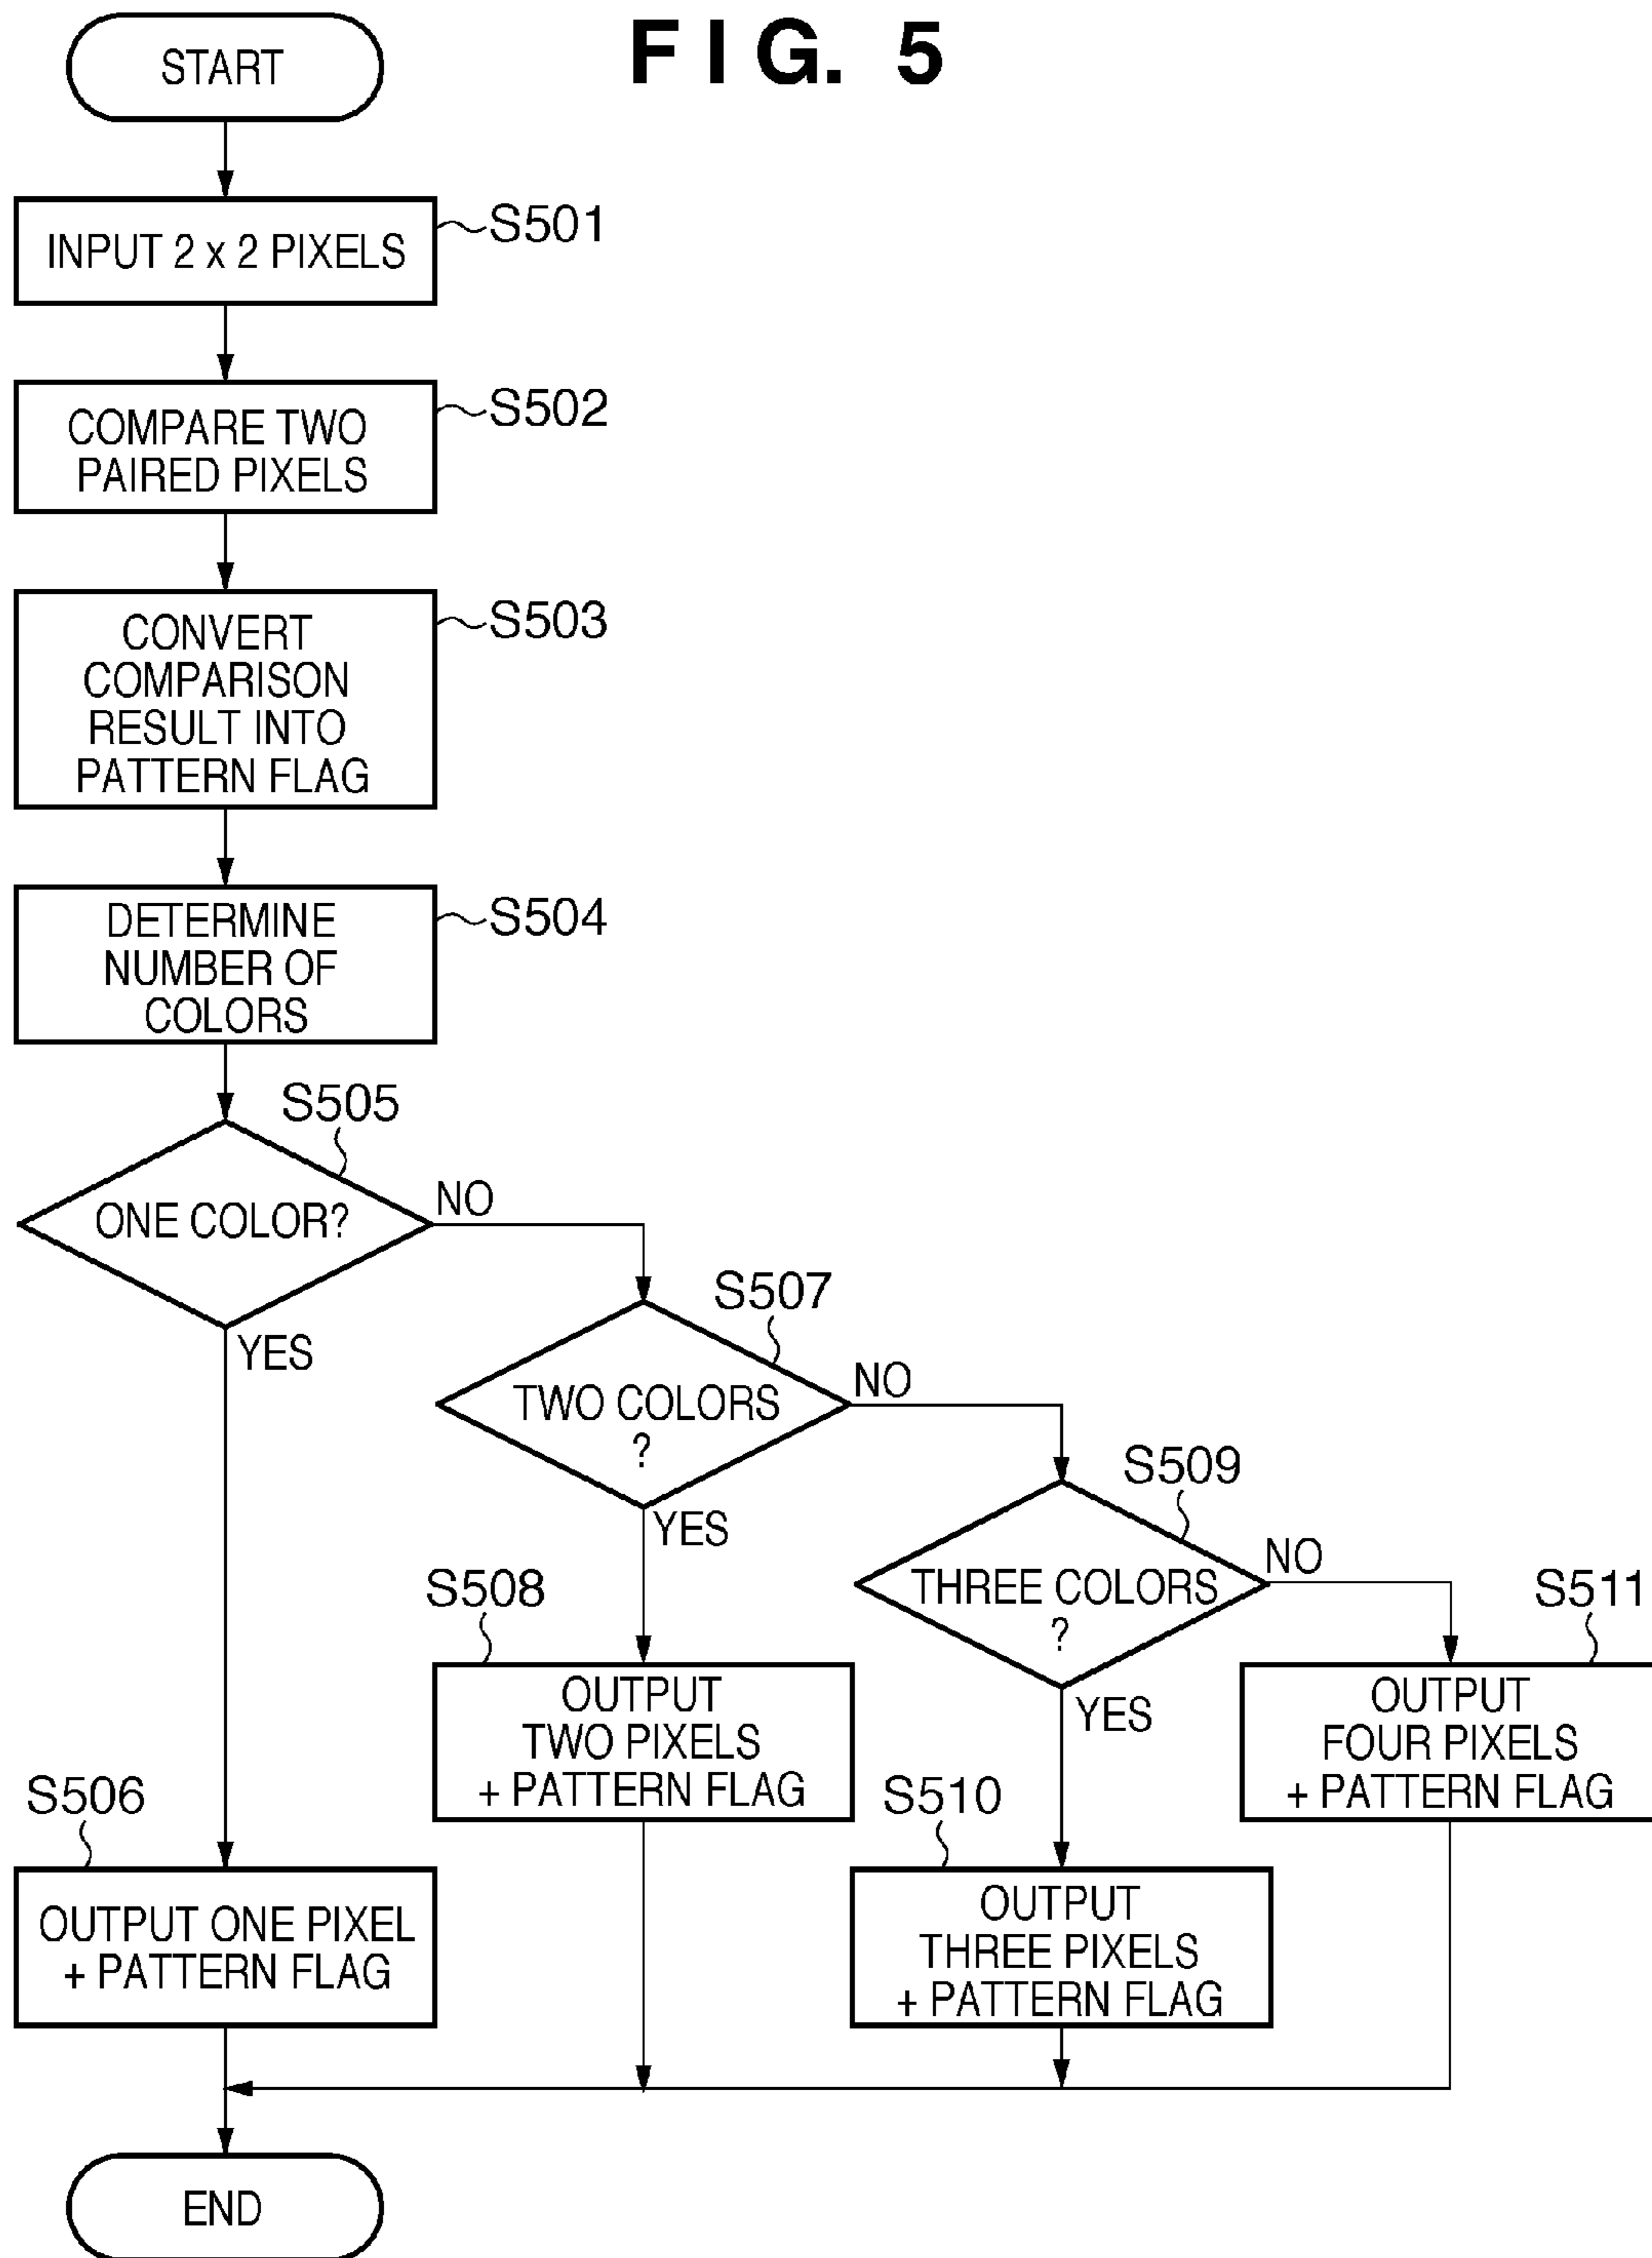 FIG. 5
START
INPUT 2 x 2 PIXELS
S501
COMPARE TWO
PAIRED PIXELS
S502
CONVERT
COMPARISON
RESULT INTO
PATTERN FLAG
S503
DETERMINE
NUMBER OF
COLORS
S504
S505
ONE COLOR?
NO
YES
S507
TWO COLORS
?
NO
YES
S509
THREE COLORS
?
NO
YES
S508
OUTPUT
TWO PIXELS
+ PATTERN FLAG
S511
OUTPUT
FOUR PIXELS
+ PATTERN FLAG
S506
OUTPUT ONE PIXEL
+ PATTERN FLAG
S510
OUTPUT
THREE PIXELS
+ PATTERN FLAG
END